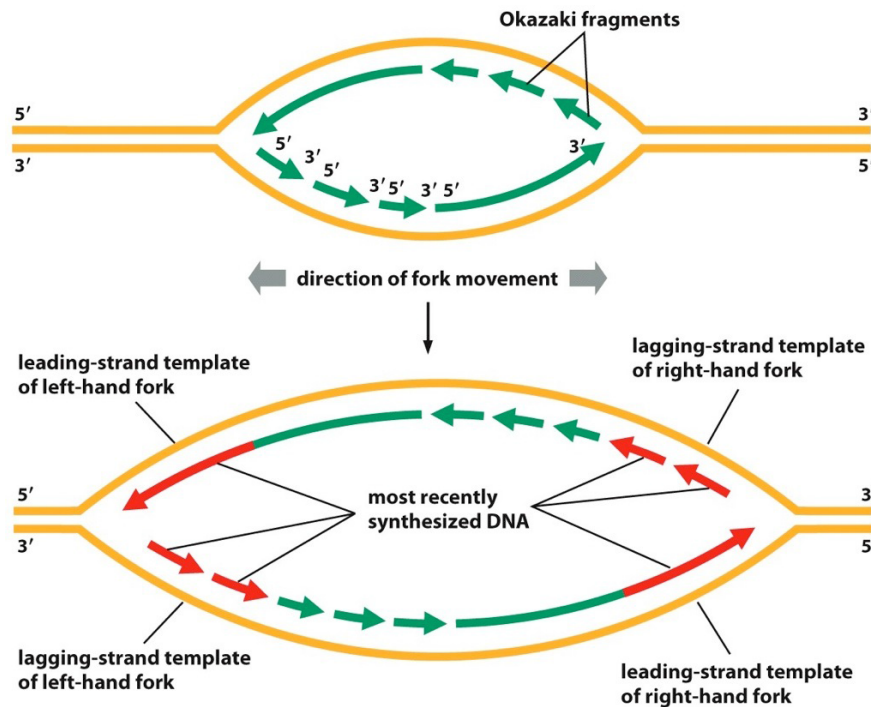 Okazaki fragments
5′ 3′
5′ 3′
3′ 5′
3′ 5′ 3′ 5′ 3′ 5′
direction of fork movement
leading-strand template
of left-hand fork
lagging-strand template
of right-hand fork
5′ 3
most recently
synthesized DNA
3′ 5
lagging-strand template
of left-hand fork
leading-strand template
of right-hand fork